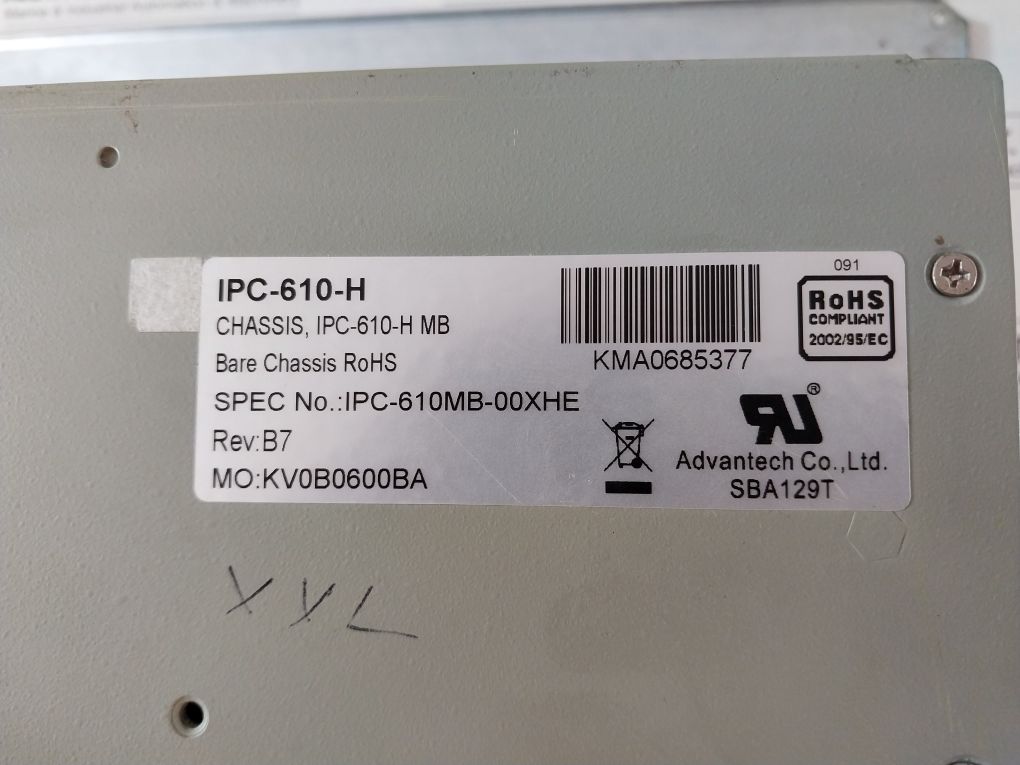 IPC-610-H
CHASSIS, IPC-610-H MB
Bare Chassis RoHS
SPEC No.:IPC-610MB-00XHE
Rev:B7
MO:KV0B0600BA
KMA0685377
091
RoHS
COMPLIANT
2002/95/EC
®
Advantech Co.,Ltd.
SBA129T